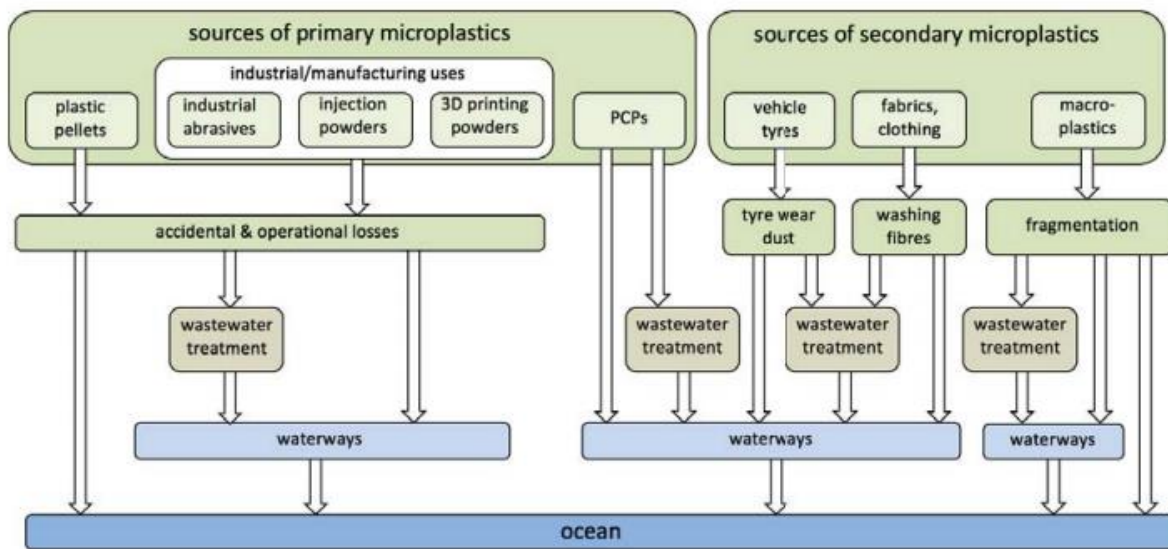 sources of primary microplastics
industrial/manufacturing uses
plastic
pellets
industrial
abrasives
injection
powders
3D printing
powders
PCPs
sources of secondary microplastics
vehicle
tyres
fabrics,
clothing
macro-
plastics
accidental & operational losses
tyre wear
dust
washing
fibres
fragmentation
wastewater
treatment
wastewater
treatment
wastewater
treatment
wastewater
treatment
waterways
waterways
waterways
ocean